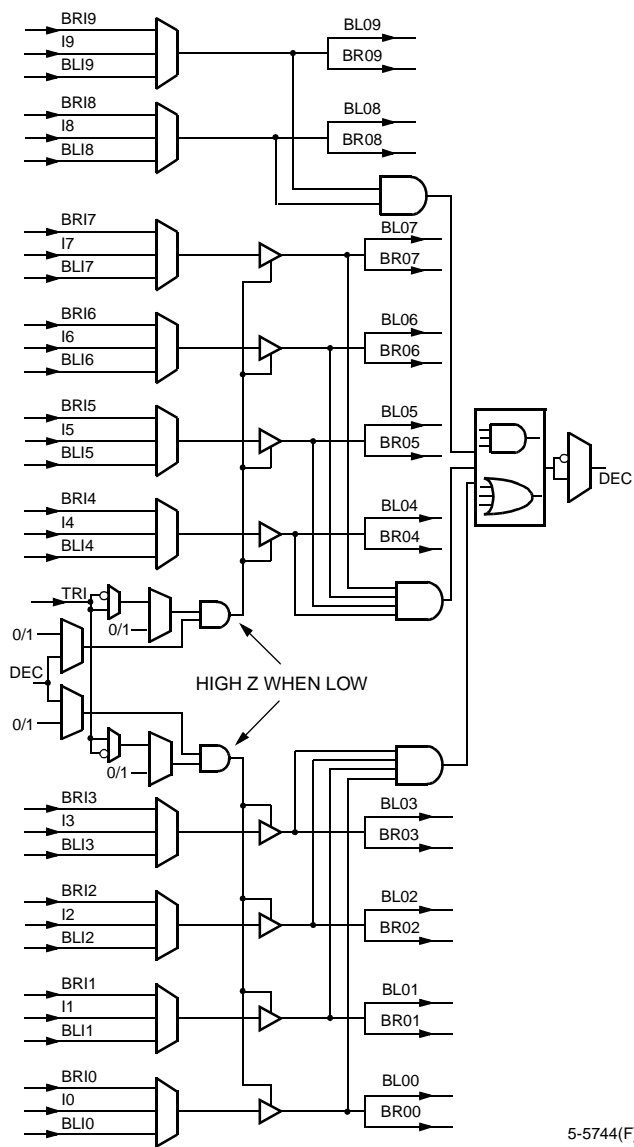 BRI9
I9
BLI9
BL09
BR09
BRI8
I8
BLI8
BL08
BR08
BRI7
I7
BLI7
BL07
BR07
BRI6
I6
BLI6
BL06
BR06
BRI5
I5
BLI5
BL05
BR05
DEC
BRI4
I4
BLI4
BL04
BR04
TRI
0/1
0/1
DEC
HIGH Z WHEN LOW
0/1
0/1
BRI3
I3
BLI3
BL03
BR03
BRI2
I2
BLI2
BL02
BR02
BRI1
I1
BLI1
BL01
BR01
BRI0
I0
BLI0
BL00
BR00
5-5744(F)